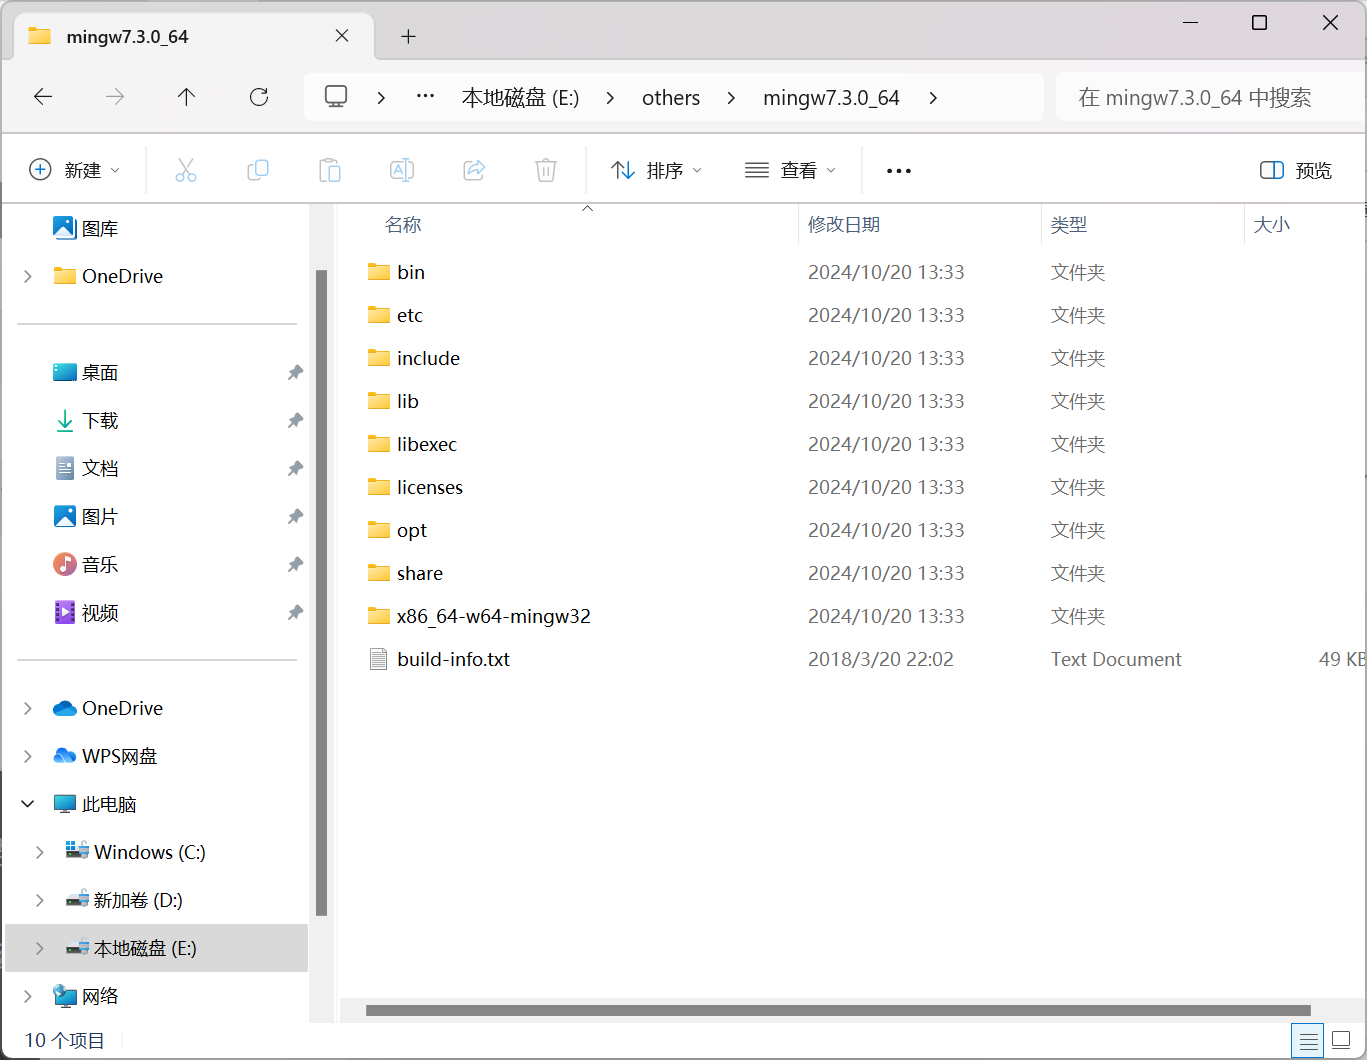 mingw7.3.0_64
本地磁盘 (E:) others mingw7.3.0_64 在 mingw7.3.0_64 中搜索
新建 排序 查看 预览
图库
OneDrive
桌面
下载
文档
图片
音乐
视频
OneDrive
WPS网盘
此电脑
Windows (C:)
新加卷 (D:)
本地磁盘 (E:)
网络
名称 修改日期 类型 大小
bin 2024/10/20 13:33 文件夹
etc 2024/10/20 13:33 文件夹
include 2024/10/20 13:33 文件夹
lib 2024/10/20 13:33 文件夹
libexec 2024/10/20 13:33 文件夹
licenses 2024/10/20 13:33 文件夹
opt 2024/10/20 13:33 文件夹
share 2024/10/20 13:33 文件夹
x86_64-w64-mingw32 2024/10/20 13:33 文件夹
build-info.txt 2018/3/20 22:02 Text Document 49 KB
10 个项目